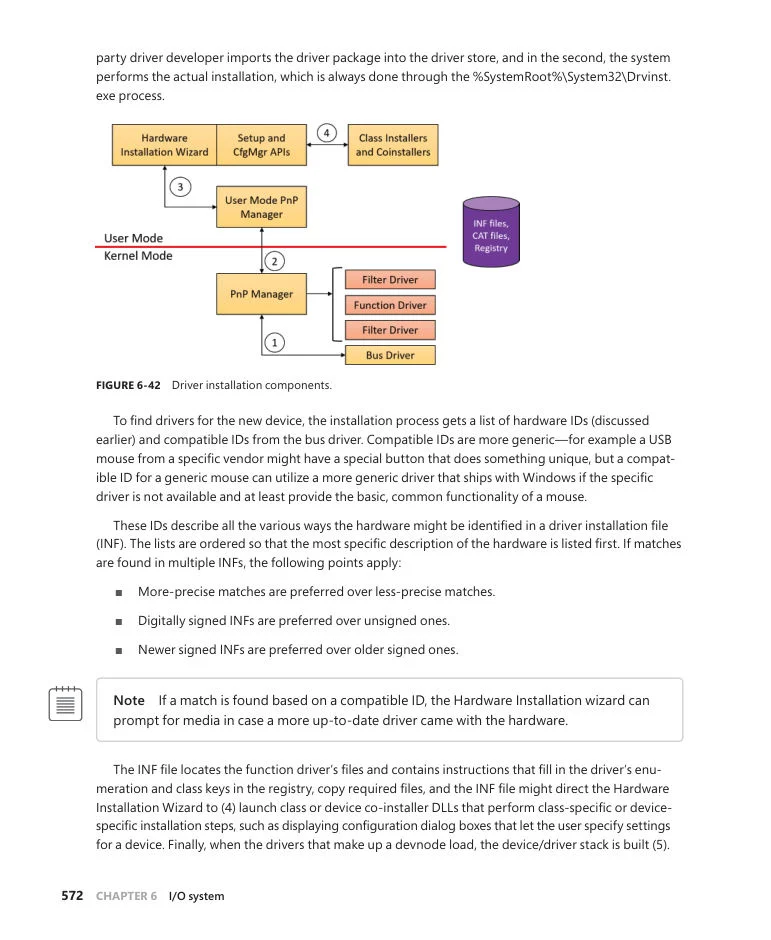 party driver developer imports the driver package into the driver store, and in the second, the system
performs the actual installation, which is always done through the %SystemRoot%\System32\Drvinst.
exe process.
Hardware
Installation Wizard
Setup and
CfgMgr APIs
4
Class Installers
and Coinstallers
3
User Mode PnP
Manager
INF files,
CAT files,
Registry
User Mode
Kernel Mode
2
PnP Manager
Filter Driver
Function Driver
Filter Driver
1
Bus Driver
FIGURE 6-42 Driver installation components.
To find drivers for the new device, the installation process gets a list of hardware IDs (discussed
earlier) and compatible IDs from the bus driver. Compatible IDs are more generic—for example a USB
mouse from a specific vendor might have a special button that does something unique, but a compat-
ible ID for a generic mouse can utilize a more generic driver that ships with Windows if the specific
driver is not available and at least provide the basic, common functionality of a mouse.
These IDs describe all the various ways the hardware might be identified in a driver installation file
(INF). The lists are ordered so that the most specific description of the hardware is listed first. If matches
are found in multiple INFs, the following points apply:
■ More-precise matches are preferred over less-precise matches.
■ Digitally signed INFs are preferred over unsigned ones.
■ Newer signed INFs are preferred over older signed ones.
Note If a match is found based on a compatible ID, the Hardware Installation wizard can
prompt for media in case a more up-to-date driver came with the hardware.
The INF file locates the function driver's files and contains instructions that fill in the driver's enu-
meration and class keys in the registry, copy required files, and the INF file might direct the Hardware
Installation Wizard to (4) launch class or device co-installer DLLs that perform class-specific or device-
specific installation steps, such as displaying configuration dialog boxes that let the user specify settings
for a device. Finally, when the drivers that make up a devnode load, the device/driver stack is built (5).
572 CHAPTER 6 I/O system